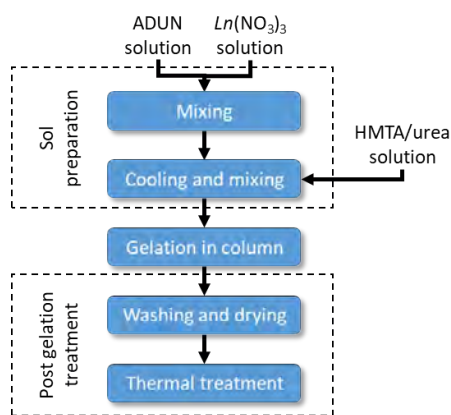 ADUN
solution
Ln(NO₃)₃
solution
Sol
preparation
Mixing
HMTA/urea
solution
Cooling and mixing
Gelation in column
Post gelation
treatment
Washing and drying
Thermal treatment